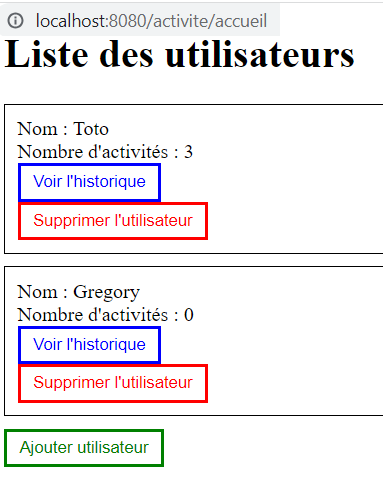 localhost:8080/activite/accueil
Liste des utilisateurs
Nom : Toto
Nombre d'activités : 3
Voir l'historique
Supprimer l'utilisateur
Nom : Gregory
Nombre d'activités : 0
Voir l'historique
Supprimer l'utilisateur
Ajouter utilisateur